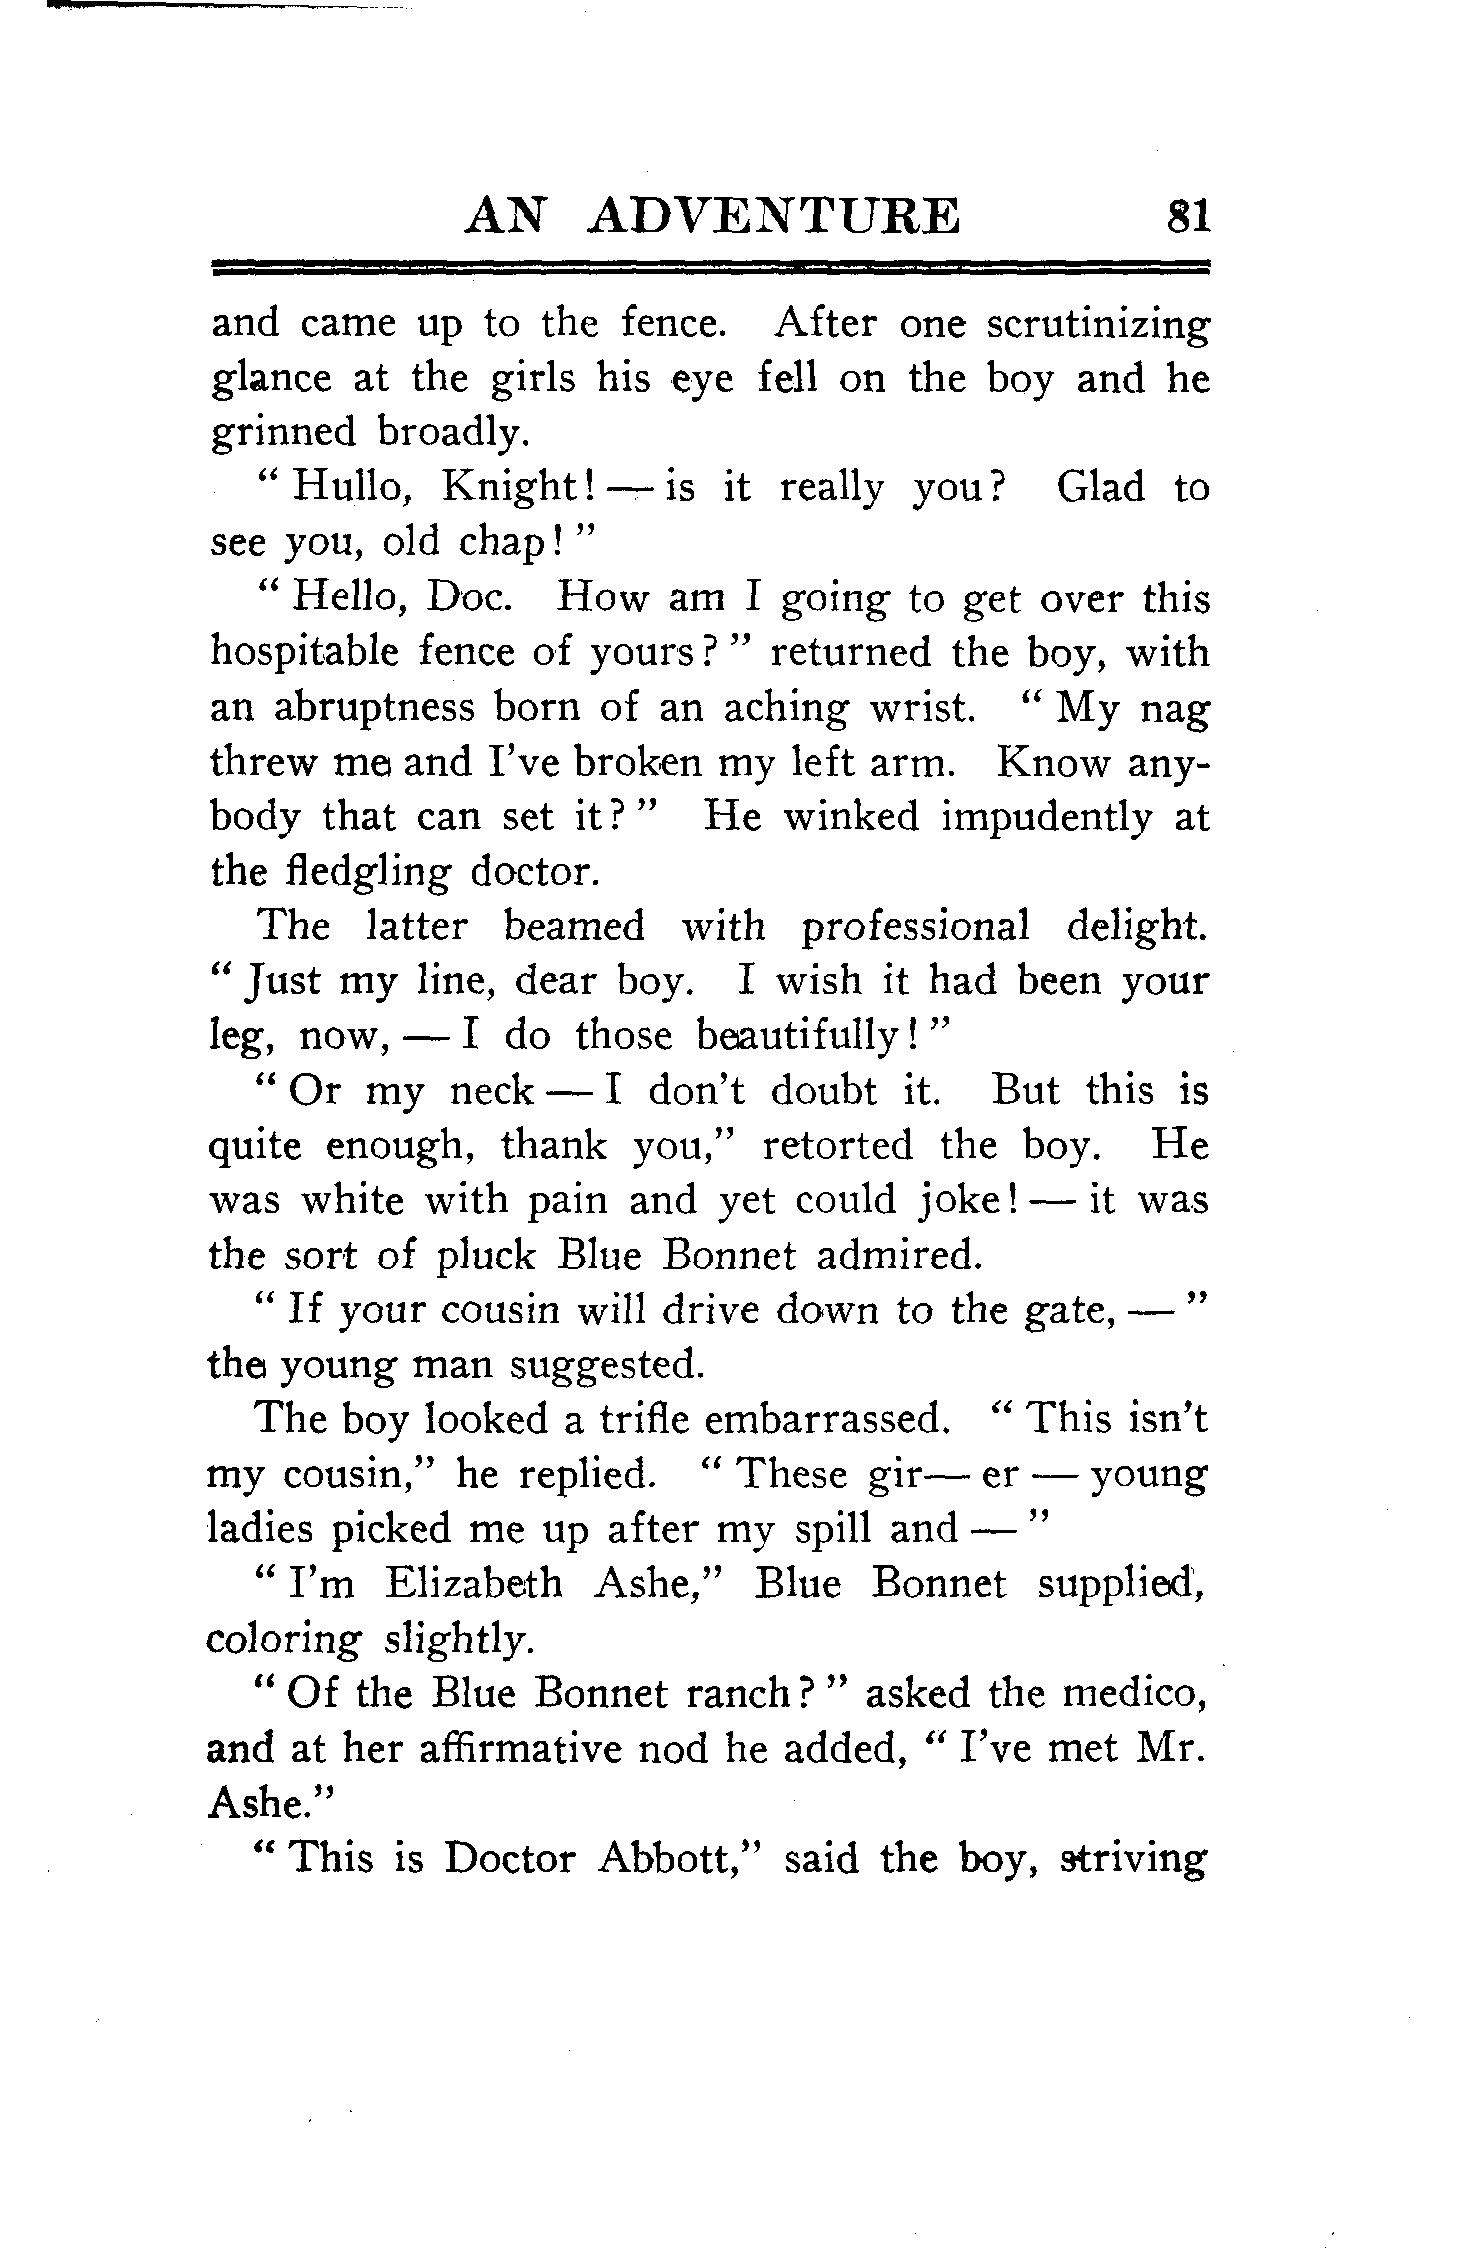 AN ADVENTURE 81
and came up to the fence. After one scrutinizing
glance at the girls his eye fell on the boy and he
grinned broadly.
" Hullo, Knight! — is it really you? Glad to
see you, old chap! "
" Hello, Doc. How am I going to get over this
hospitable fence of yours? " returned the boy, with
an abruptness born of an aching wrist. " My nag
threw me and I've broken my left arm. Know any-
body that can set it? " He winked impudently at
the fledgling doctor.
The latter beamed with professional delight.
" Just my line, dear boy. I wish it had been your
leg, now, — I do those beautifully! "
" Or my neck — I don't doubt it. But this is
quite enough, thank you," retorted the boy. He
was white with pain and yet could joke! — it was
the sort of pluck Blue Bonnet admired.
" If your cousin will drive down to the gate, — "
the young man suggested.
The boy looked a trifle embarrassed. " This isn't
my cousin," he replied. " These gir— er — young
ladies picked me up after my spill and — "
" I'm Elizabeth Ashe," Blue Bonnet supplied,
coloring slightly.
" Of the Blue Bonnet ranch? " asked the medico,
and at her affirmative nod he added, " I've met Mr.
Ashe."
" This is Doctor Abbott," said the boy, striving